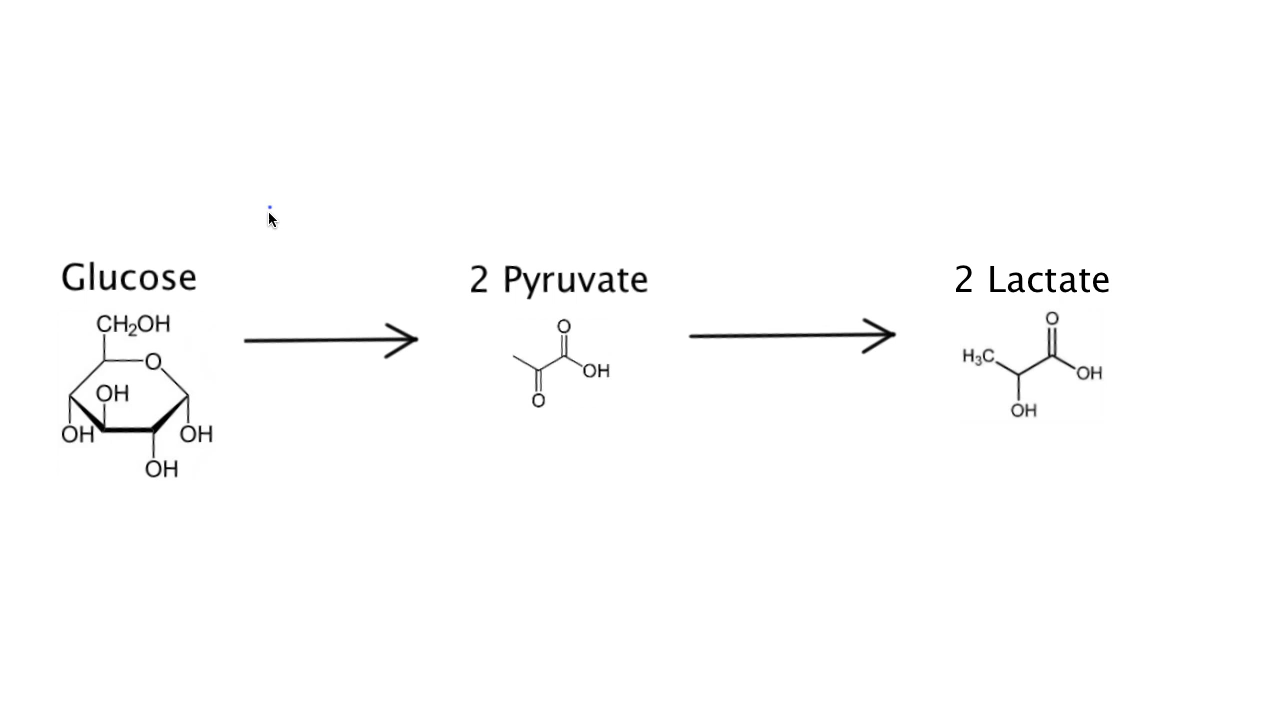 Glucose
CH₂OH
O
OH
OH
OH
OH
2 Pyruvate
O
OH
O
2 Lactate
O
H₃C
OH
OH